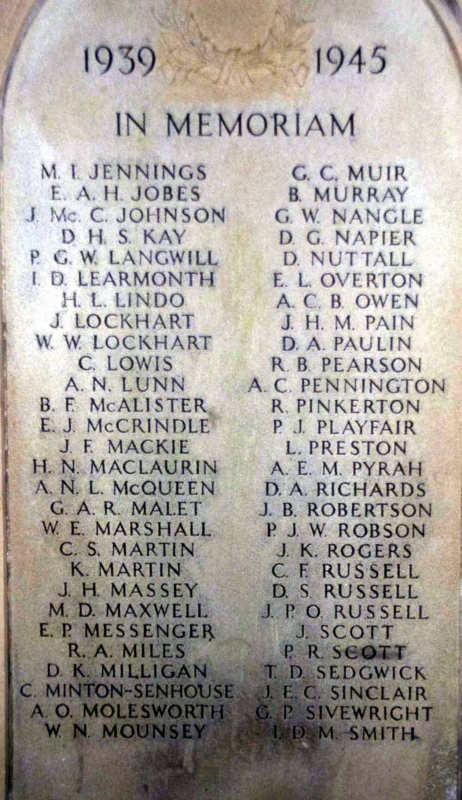 1939 1945
IN MEMORIAM
M. I. JENNINGS
E. A. H. JOBES
J. Mc. C. JOHNSON
D. H. S. KAY
P. G. W. LANGWILL
I. D. LEARMONTH
H. L. LINDO
J. LOCKHART
W. W. LOCKHART
C. LOWIS
A. N. LUNN
B. F. McALISTER
E. J. McCRINDLE
J. F. MACKIE
H. N. MACLAURIN
A. N. L. McQUEEN
G. A. R. MALET
W. E. MARSHALL
C. S. MARTIN
K. MARTIN
J. H. MASSEY
M. D. MAXWELL
E. P. MESSENGER
R. A. MILES
D. K. MILLIGAN
C. MINTON-SENHOUSE
A. O. MOLESWORTH
W. N. MOUNSEY
G. C. MUIR
B. MURRAY
G. W. NANGLE
D. G. NAPIER
D. NUTTALL
E. L. OVERTON
A. C. B. OWEN
J. H. M. PAIN
D. A. PAULIN
R. B. PEARSON
A. C. PENNINGTON
R. PINKERTON
P. J. PLAYFAIR
L. PRESTON
A. E. M. PYRAH
D. A. RICHARDS
J. B. ROBERTSON
P. J. W. ROBSON
J. K. ROGERS
C. F. RUSSELL
D. S. RUSSELL
J. P. O. RUSSELL
J. SCOTT
P. R. SCOTT
T. D. SEDGWICK
J. E. C. SINCLAIR
G. P. SIVEWRIGHT
I. D. M. SMITH